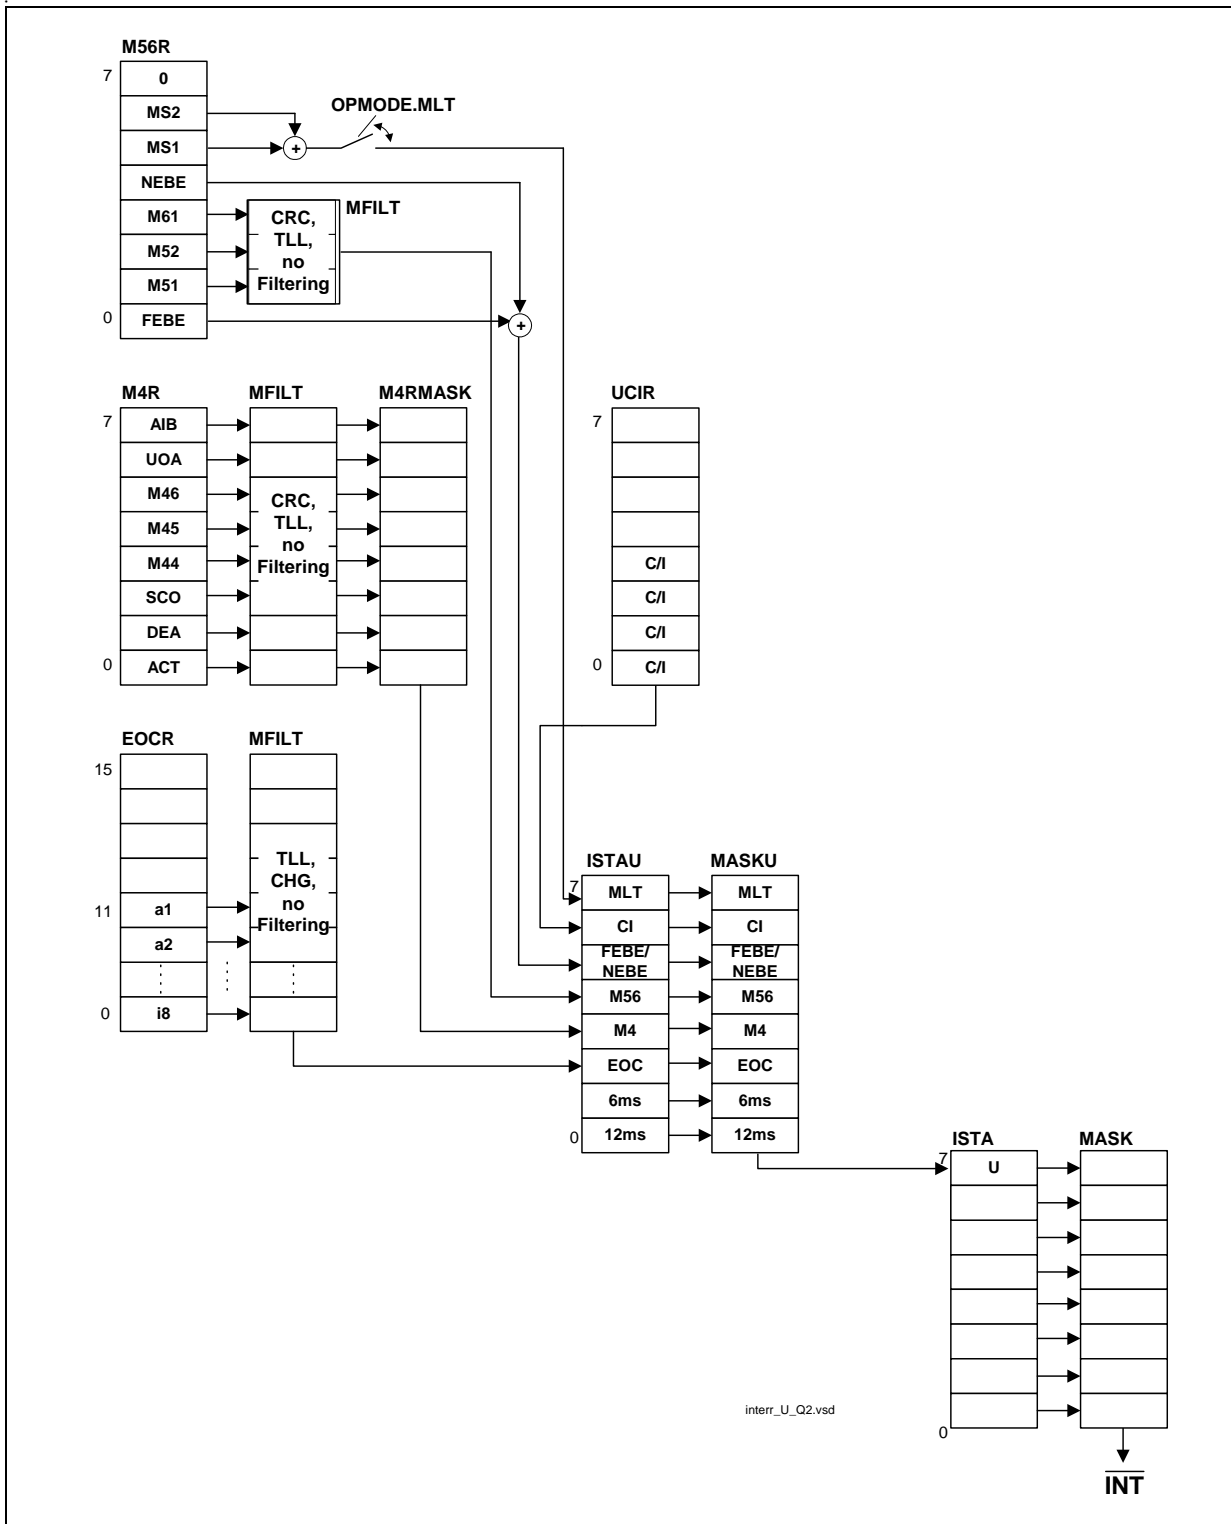 M56R
7
0
MS2
OPMODE.MLT
MS1
+
NEBE
M61
M52
M51
CRC,
TLL,
no
Filtering
MFILT
0
FEBE
+
M4R
MFILT
M4RMASK
UCIR
7
AIB
UOA
M46
M45
M44
SCO
DEA
0
ACT
CRC,
TLL,
no
Filtering
7
C/I
C/I
C/I
0
C/I
EOCR
MFILT
15
11
a1
a2
0
i8
TLL,
CHG,
no
Filtering
ISTAU
MASKU
7
MLT
MLT
CI
CI
FEBE/
NEBE
FEBE/
NEBE
M56
M56
M4
M4
EOC
EOC
6ms
6ms
0
12ms
12ms
ISTA
MASK
7
U
0
interr_U_Q2.vsd
INT